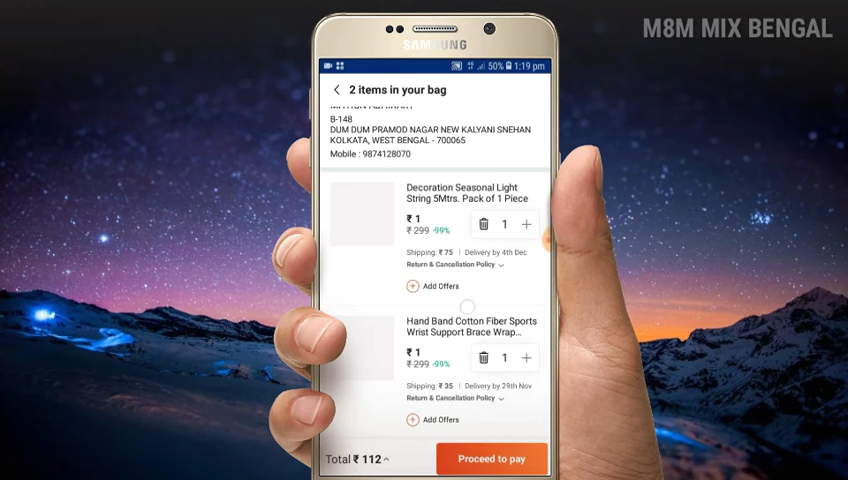 M8M MIX BENGAL
SAMSUNG
50% 1:19 pm
2 items in your bag
B-148
DUM DUM PRAMOD NAGAR NEW KALYANI SNEHAN
KOLKATA, WEST BENGAL - 700065
Mobile : 9874128070
Decoration Seasonal Light
String 5Mtrs. Pack of 1 Piece
₹ 1
₹ 299 -99%
1 +
Shipping: ₹ 75 | Delivery by 4th Dec
Return & Cancellation Policy
+ Add Offers
Hand Band Cotton Fiber Sports
Wrist Support Brace Wrap...
₹ 1
₹ 299 -99%
1 +
Shipping: ₹ 35 | Delivery by 29th Nov
Return & Cancellation Policy
+ Add Offers
Total ₹ 112
Proceed to pay